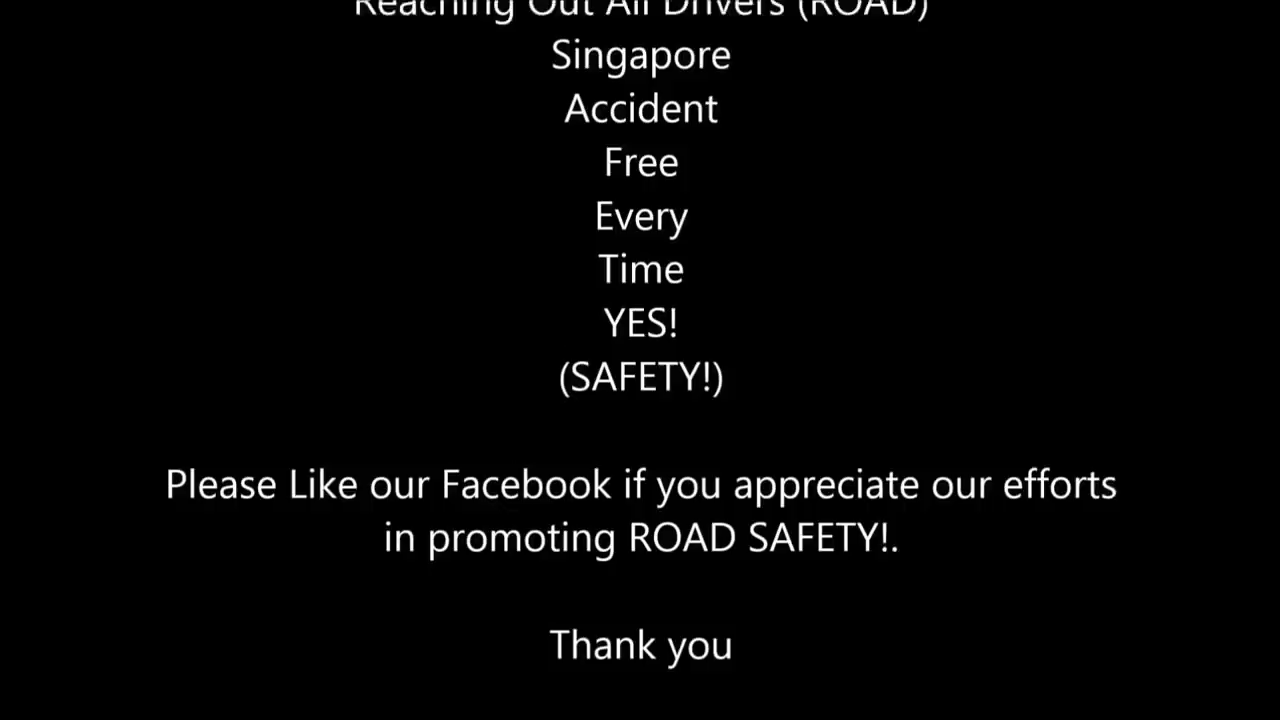 Reaching Out All Drivers (ROAD)
Singapore
Accident
Free
Every
Time
YES!
(SAFETY!)
Please Like our Facebook if you appreciate our efforts
in promoting ROAD SAFETY!.
Thank you